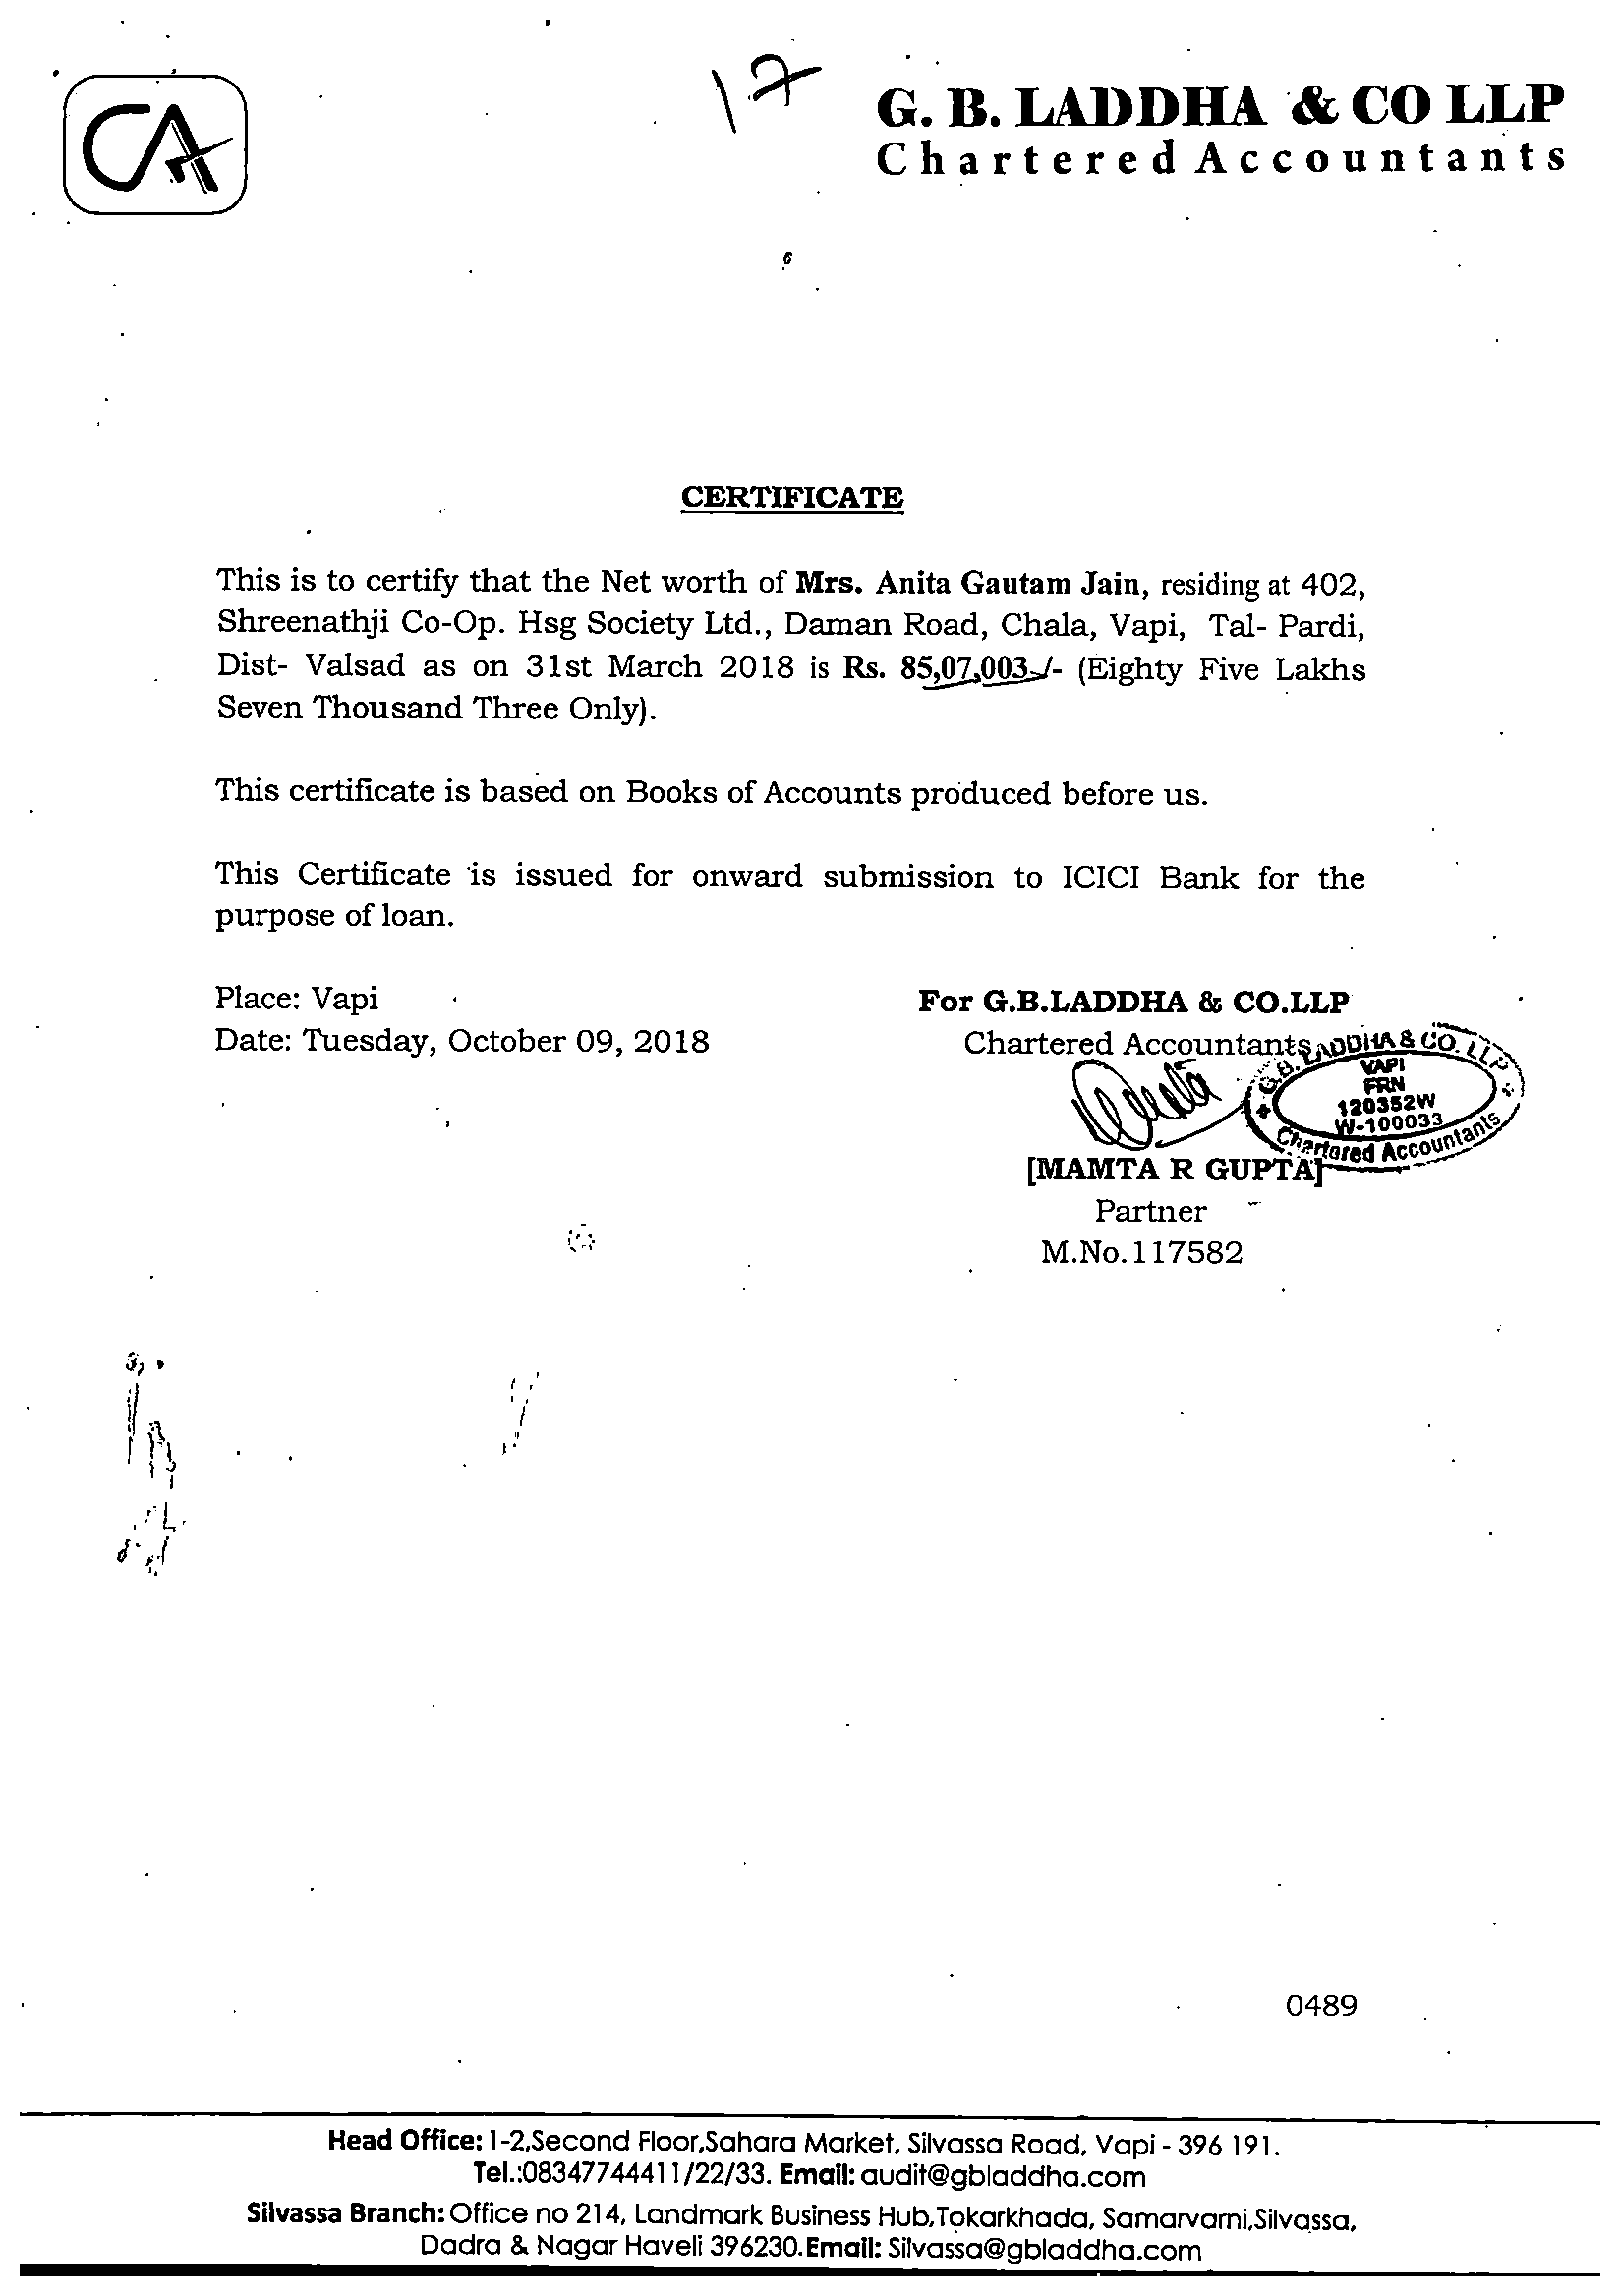 CA
17
G. B. LADDHA & CO LLP
Chartered Accountants
CERTIFICATE
This is to certify that the Net worth of Mrs. Anita Gautam Jain, residing at 402,
Shreenathji Co-Op. Hsg Society Ltd., Daman Road, Chala, Vapi, Tal- Pardi,
Dist- Valsad as on 31st March 2018 is Rs. 85,07,003./- (Eighty Five Lakhs
Seven Thousand Three Only).
This certificate is based on Books of Accounts produced before us.
This Certificate is issued for onward submission to ICICI Bank for the
purpose of loan.
Place: Vapi
Date: Tuesday, October 09, 2018
For G.B.LADDHA & CO.LLP
Chartered Accountants
G.B. LADDHA & CO. LLP
VAPI
FRN
120352W
W-100033
Chartered Accountants
[MAMTA R GUPTA]
Partner
M.No.117582
0489
Head Office: 1-2,Second Floor,Sahara Market, Silvassa Road, Vapi - 396 191.
Tel.:08347744411/22/33. Email: audit@gbladdha.com
Silvassa Branch: Office no 214, Landmark Business Hub,Tokarkhada, Samarvarni,Silvassa,
Dadra & Nagar Haveli 396230.Email: Silvassa@gbladdha.com